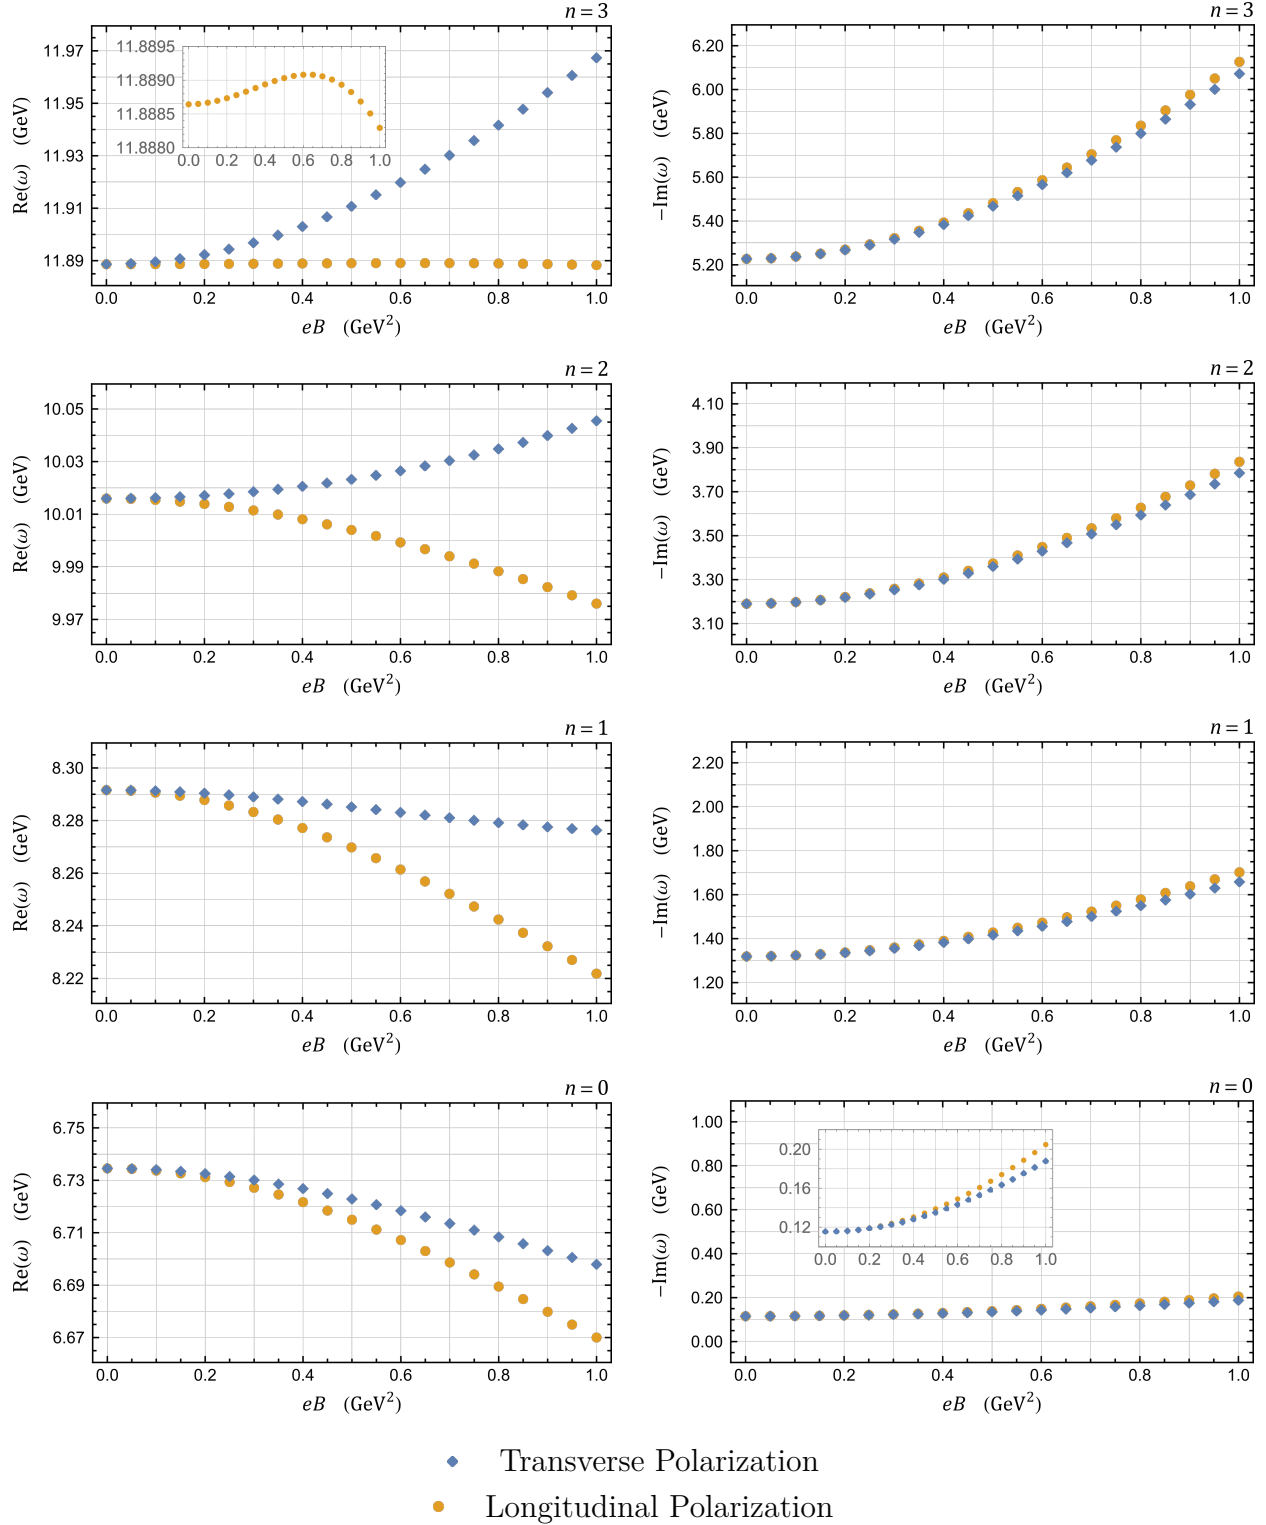 n = 3
Re(ω) (GeV)
11.97
11.95
11.93
11.91
11.89
11.8895
11.8890
11.8885
11.8880
0.0 0.2 0.4 0.6 0.8 1.0
0.0 0.2 0.4 0.6 0.8 1.0
eB (GeV²)
n = 3
−Im(ω) (GeV)
6.20
6.00
5.80
5.60
5.40
5.20
0.0 0.2 0.4 0.6 0.8 1.0
eB (GeV²)
n = 2
Re(ω) (GeV)
10.05
10.03
10.01
9.99
9.97
0.0 0.2 0.4 0.6 0.8 1.0
eB (GeV²)
n = 2
−Im(ω) (GeV)
4.10
3.90
3.70
3.50
3.30
3.10
0.0 0.2 0.4 0.6 0.8 1.0
eB (GeV²)
n = 1
Re(ω) (GeV)
8.30
8.28
8.26
8.24
8.22
0.0 0.2 0.4 0.6 0.8 1.0
eB (GeV²)
n = 1
−Im(ω) (GeV)
2.20
2.00
1.80
1.60
1.40
1.20
0.0 0.2 0.4 0.6 0.8 1.0
eB (GeV²)
n = 0
Re(ω) (GeV)
6.75
6.73
6.71
6.69
6.67
0.0 0.2 0.4 0.6 0.8 1.0
eB (GeV²)
n = 0
−Im(ω) (GeV)
1.00
0.80
0.60
0.40
0.20
0.00
0.20
0.16
0.12
0.0 0.2 0.4 0.6 0.8 1.0
0.0 0.2 0.4 0.6 0.8 1.0
eB (GeV²)
Transverse Polarization
Longitudinal Polarization